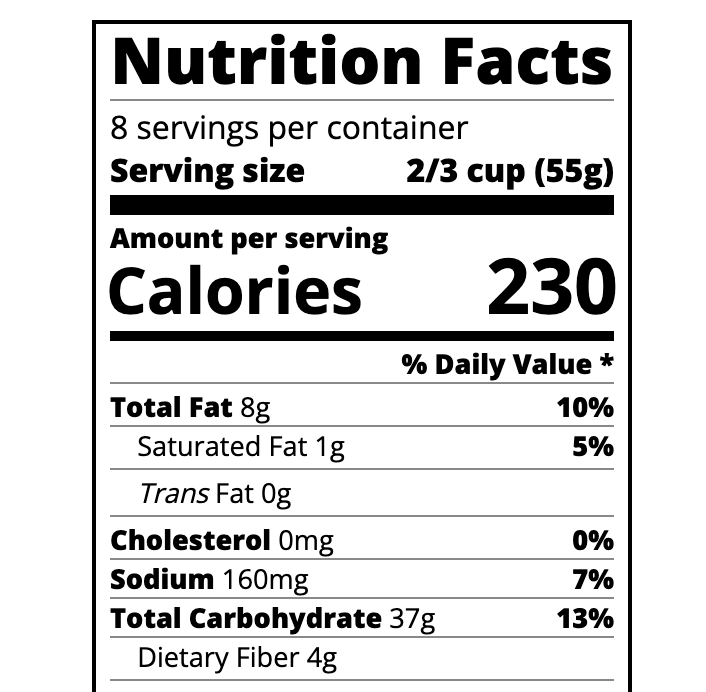 Nutrition Facts
8 servings per container
Serving size 2/3 cup (55g)
Amount per serving
Calories 230
% Daily Value *
Total Fat 8g 10%
Saturated Fat 1g 5%
Trans Fat 0g
Cholesterol 0mg 0%
Sodium 160mg 7%
Total Carbohydrate 37g 13%
Dietary Fiber 4g